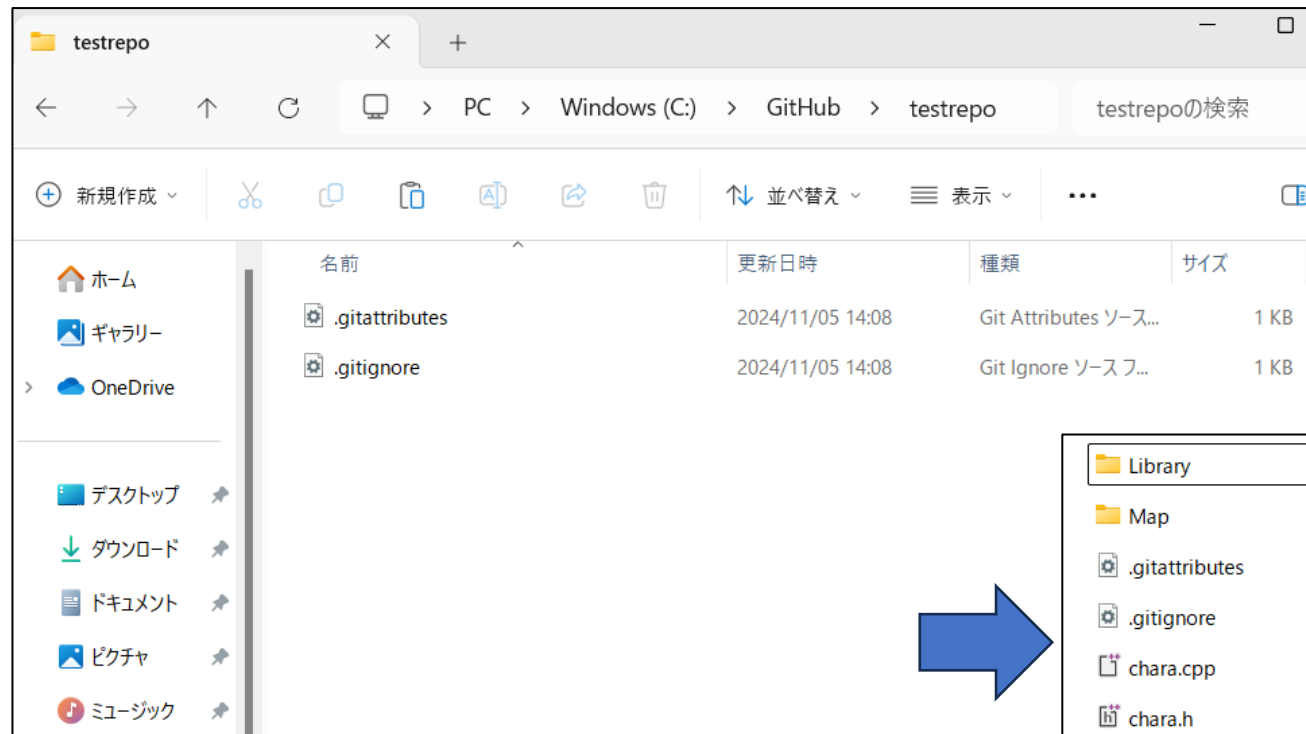 testrepo
PC > Windows (C:) > GitHub > testrepo
testrepoの検索
新規作成
並べ替え
表示
名前 更新日時 種類 サイズ
.gitattributes 2024/11/05 14:08 Git Attributes ソース... 1 KB
.gitignore 2024/11/05 14:08 Git Ignore ソース フ... 1 KB
ホーム
ギャラリー
OneDrive
デスクトップ
ダウンロード
ドキュメント
ピクチャ
ミュージック
Library
Map
.gitattributes
.gitignore
chara.cpp
chara.h